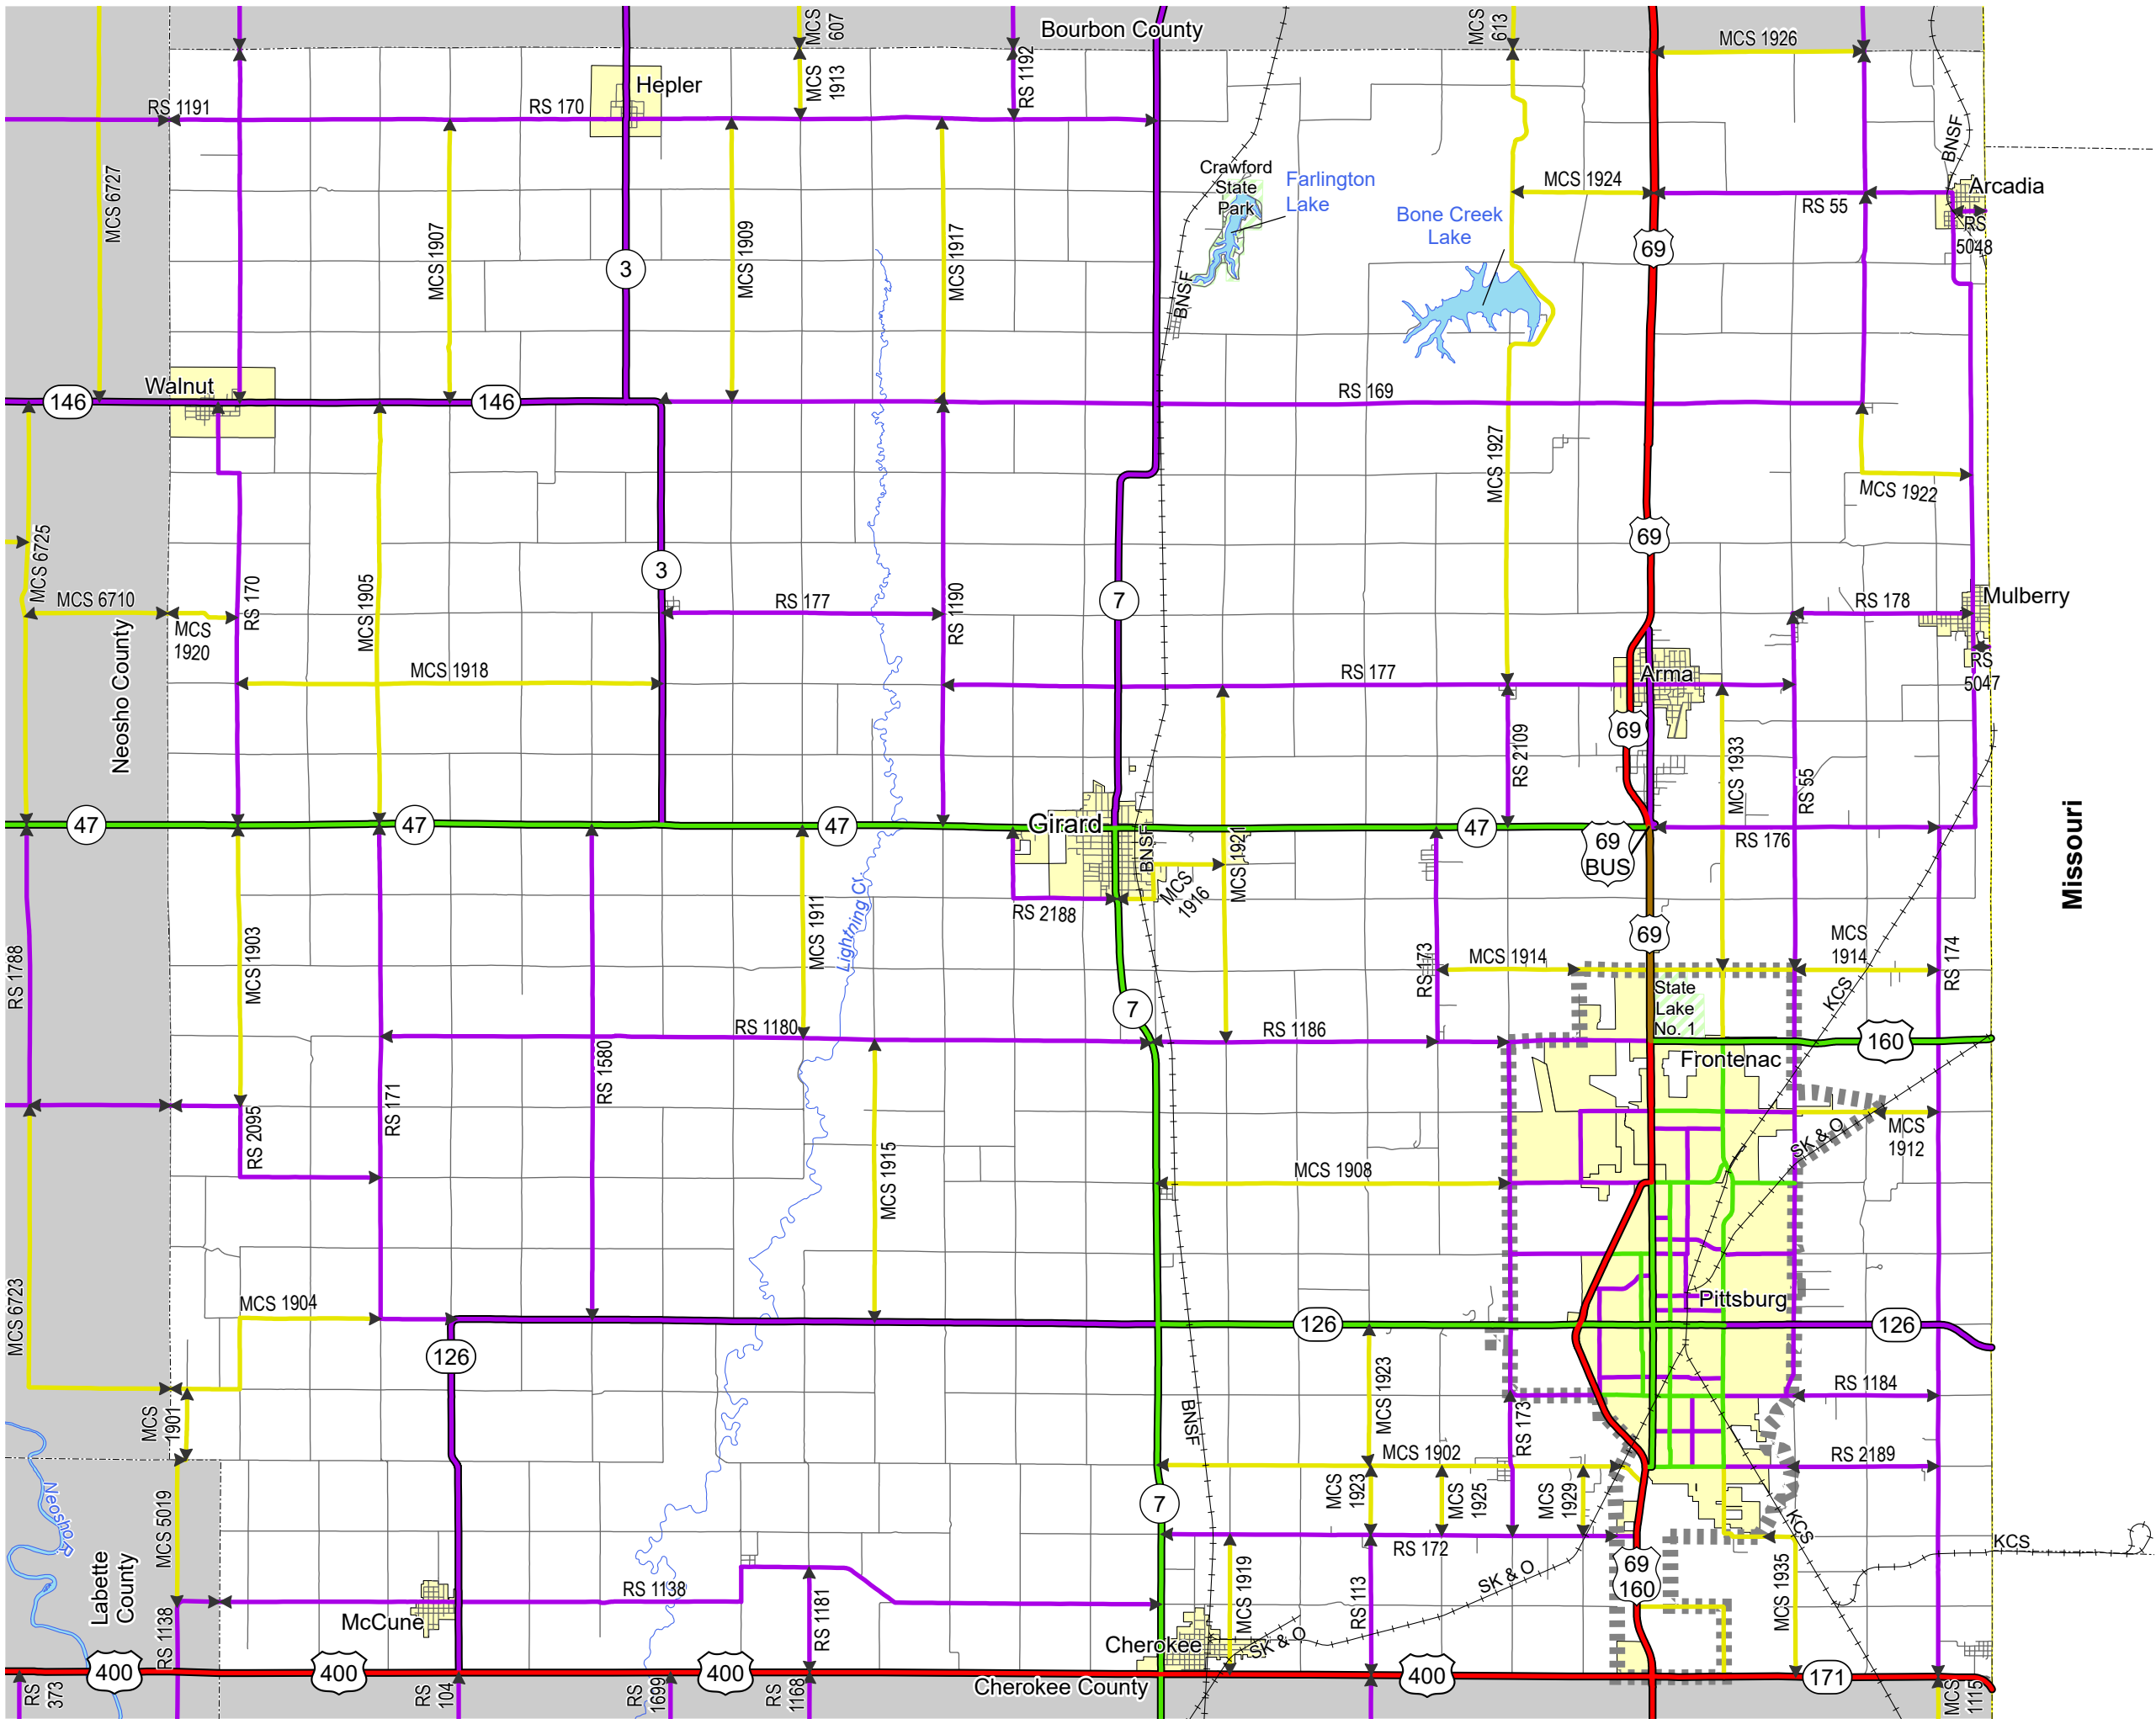 Bourbon County
MCS
607
MCS
613
MCS 1926
Hepler
MCS
1913
RS 1192
RS 1191
RS 170
BNSF
MCS 6727
MCS 1907
MCS 1909
MCS 1917
Crawford
State
Park
Farlington
Lake
Bone Creek
Lake
MCS 1924
RS 55
Arcadia
RS
5048
3
69
BNSF
Walnut
146
146
RS 169
MCS 1927
MCS 1922
69
MCS 6725
MCS 6710
MCS
1920
RS 170
MCS 1905
3
RS 177
RS 1190
7
RS 178
Mulberry
RS
5047
Neosho County
MCS 1918
RS 177
Arma
69
RS 2109
MCS 1933
RS 55
47
47
47
Girard
BNSF
47
69
BUS
RS 176
Missouri
MCS 1921
MCS
1916
RS 2188
Lightning Cr
MCS 1911
MCS 1903
RS 1788
RS 173
MCS 1914
69
MCS
1914
RS 174
State
Lake
No. 1
KCS
7
RS 1180
RS 1186
160
Frontenac
RS 1580
RS 171
RS 2095
MCS 1915
MCS 1908
SK & O
MCS
1912
MCS 6723
MCS 1904
126
126
Pittsburg
126
MCS
1901
MCS 1923
RS 1184
RS 173
BNSF
MCS 1902
RS 2189
Neosho R
MCS 5019
7
MCS
1923
MCS
1925
MCS
1929
RS 172
KCS
KCS
Labette
County
RS 1138
McCune
RS 1138
RS 1181
MCS 1919
SK & O
RS 113
69
160
MCS 1935
Cherokee
SK & O
400
400
400
400
171
RS
373
RS
104
RS
1699
RS
1168
Cherokee County
MCS
1115